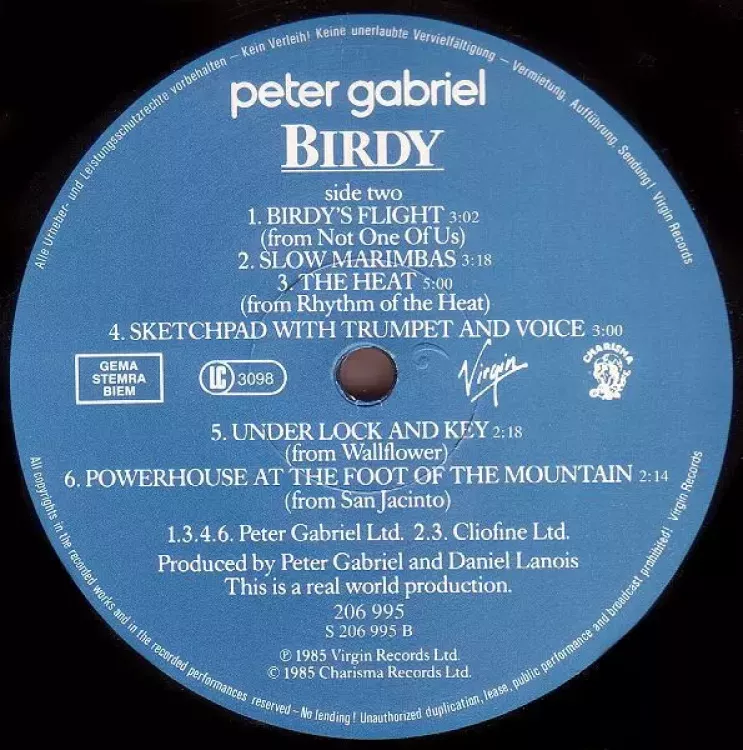 Alle Urheber- und Leistungsschutzrechte vorbehalten – Kein Verleih! Keine unerlaubte Vervielfältigung – Vermietung, Aufführung, Sendung! Virgin Records
peter gabriel
BIRDY
side two
1. BIRDY'S FLIGHT 3:02
(from Not One Of Us)
2. SLOW MARIMBAS 3:18
3. THE HEAT 5:00
(from Rhythm of the Heat)
4. SKETCHPAD WITH TRUMPET AND VOICE 3:00
GEMA
STEMRA
BIEM
LC 3098
Virgin
CHARISMA
5. UNDER LOCK AND KEY 2:18
(from Wallflower)
6. POWERHOUSE AT THE FOOT OF THE MOUNTAIN 2:14
(from San Jacinto)
1.3.4.6. Peter Gabriel Ltd. 2.3. Cliofine Ltd.
Produced by Peter Gabriel and Daniel Lanois
This is a real world production.
206 995
S 206 995 B
℗ 1985 Virgin Records Ltd.
© 1985 Charisma Records Ltd.
All copyrights in the recorded works and in the recorded performances reserved – No lending! Unauthorized duplication, lease, public performance and broadcast prohibited! Virgin Records